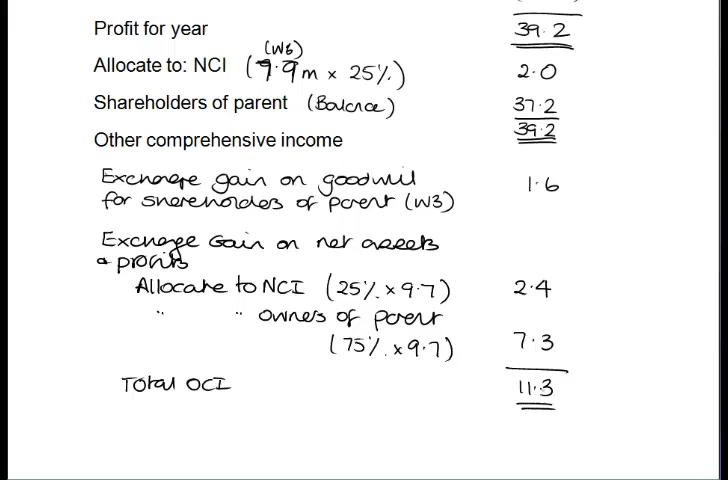 Profit for year 39.2
(W6)
Allocate to: NCI (7.9m x 25%) 2.0
Shareholders of parent (Balance) 37.2
39.2
Other comprehensive income
Exchange gain on goodwill 1.6
for shareholders of parent (W3)
Exchange Gain on net assets
& profits
Allocate to NCI (25% x 9.7) 2.4
" " owners of parent
(75% x 9.7) 7.3
Total OCI 11.3